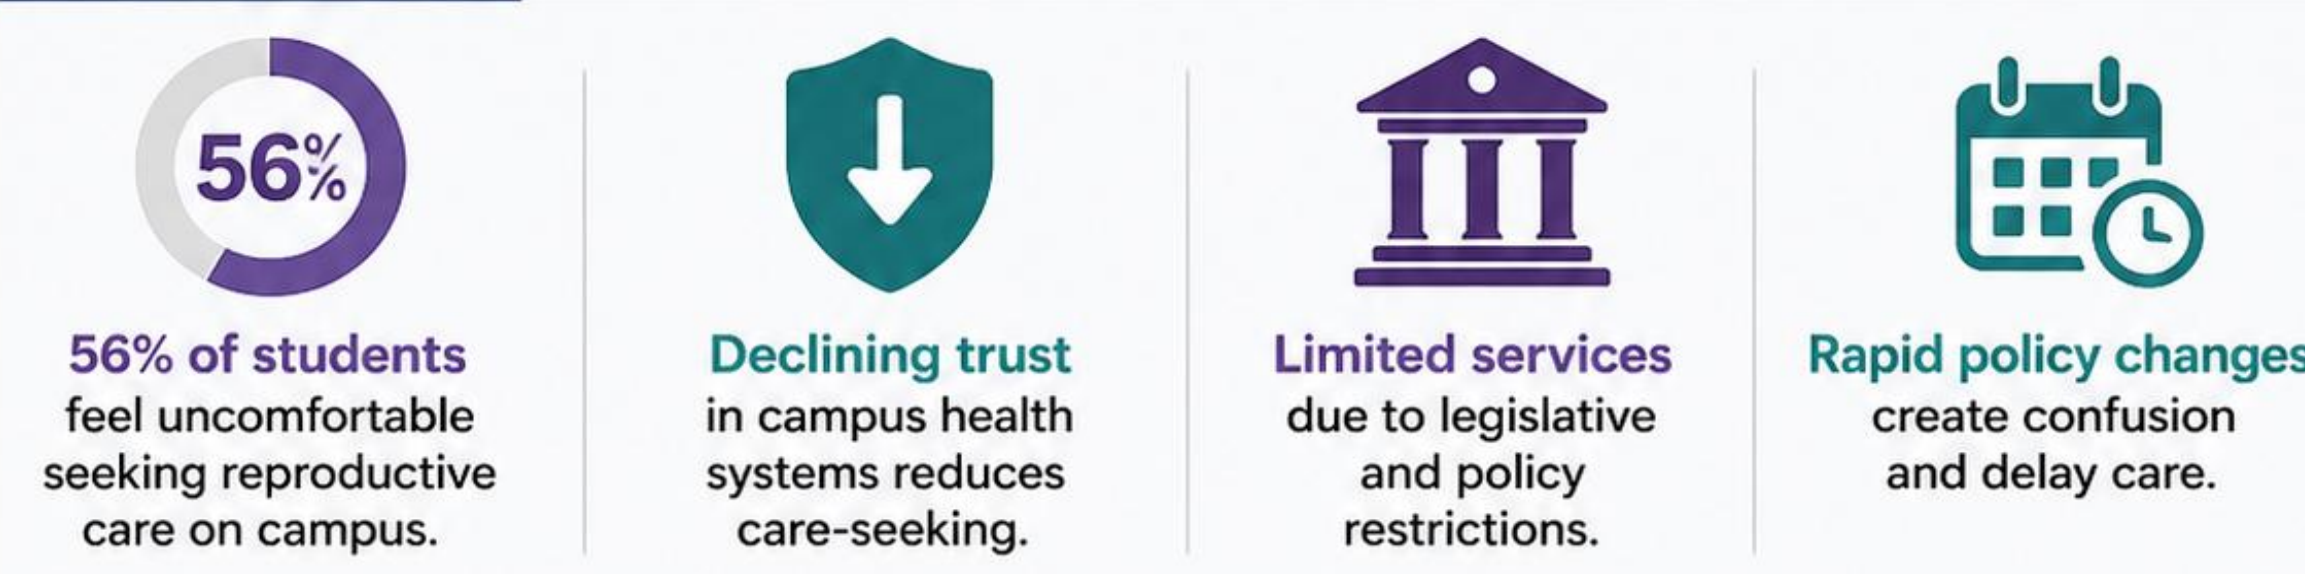 56%
56% of students
feel uncomfortable
seeking reproductive
care on campus.
Declining trust
in campus health
systems reduces
care-seeking.
Limited services
due to legislative
and policy
restrictions.
Rapid policy changes
create confusion
and delay care.